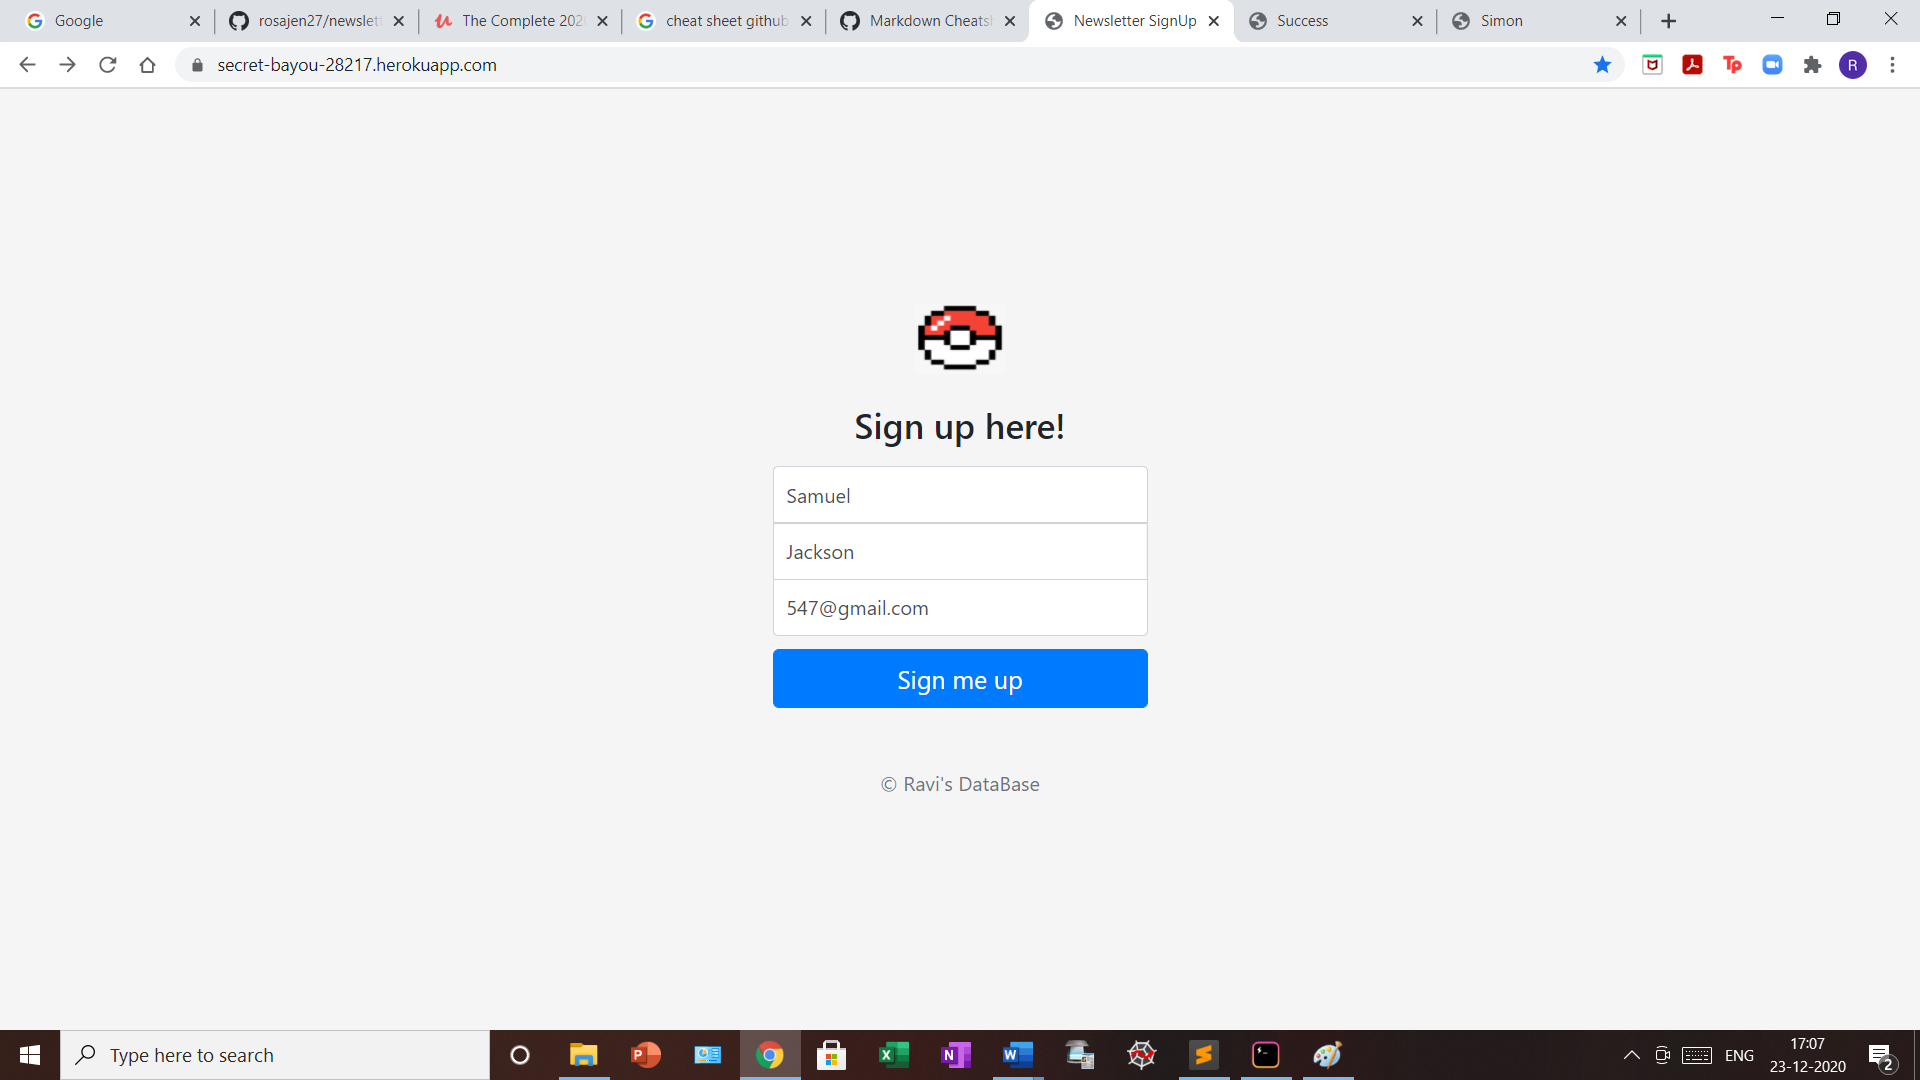 Google
rosajen27/newslet
The Complete 202
cheat sheet github
Markdown Cheats
Newsletter SignUp
Success
Simon
secret-bayou-28217.herokuapp.com
Tp
R
Sign up here!
Samuel
Jackson
547@gmail.com
Sign me up
© Ravi's DataBase
Type here to search
ENG
17:07
23-12-2020
2